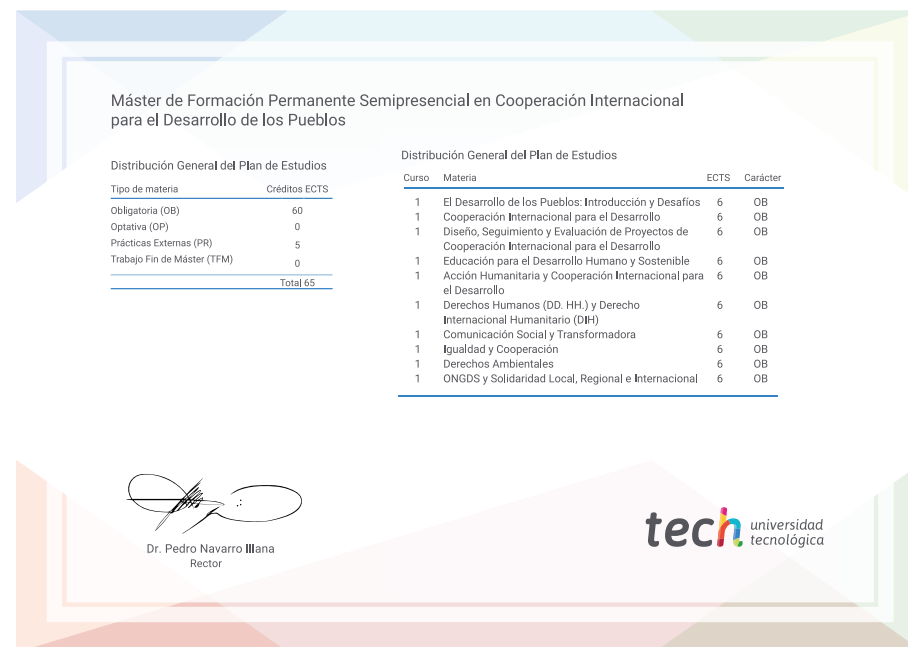 Máster de Formación Permanente Semipresencial en Cooperación Internacional
para el Desarrollo de los Pueblos
Distribución General del Plan de Estudios
Tipo de materia Créditos ECTS
Obligatoria (OB) 60
Optativa (OP) 0
Prácticas Externas (PR) 5
Trabajo Fin de Máster (TFM) 0
Total 65
Distribución General del Plan de Estudios
Curso Materia ECTS Carácter
1 El Desarrollo de los Pueblos: Introducción y Desafíos 6 OB
1 Cooperación Internacional para el Desarrollo 6 OB
1 Diseño, Seguimiento y Evaluación de Proyectos de 6 OB
Cooperación Internacional para el Desarrollo
1 Educación para el Desarrollo Humano y Sostenible 6 OB
1 Acción Humanitaria y Cooperación Internacional para 6 OB
el Desarrollo
1 Derechos Humanos (DD. HH.) y Derecho 6 OB
Internacional Humanitario (DIH)
1 Comunicación Social y Transformadora 6 OB
1 Igualdad y Cooperación 6 OB
1 Derechos Ambientales 6 OB
1 ONGDS y Solidaridad Local, Regional e Internacional 6 OB
Dr. Pedro Navarro Illana
Rector
tech universidad
tecnológica